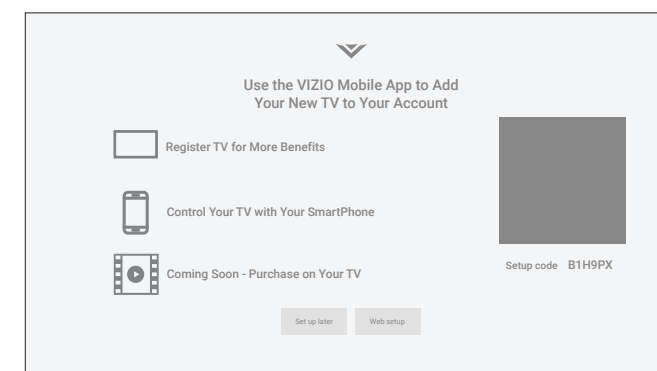 Use the VIZIO Mobile App to Add
Your New TV to Your Account
Register TV for More Benefits
Control Your TV with Your SmartPhone
Coming Soon - Purchase on Your TV
Setup code B1H9PX
Set up later
Web setup